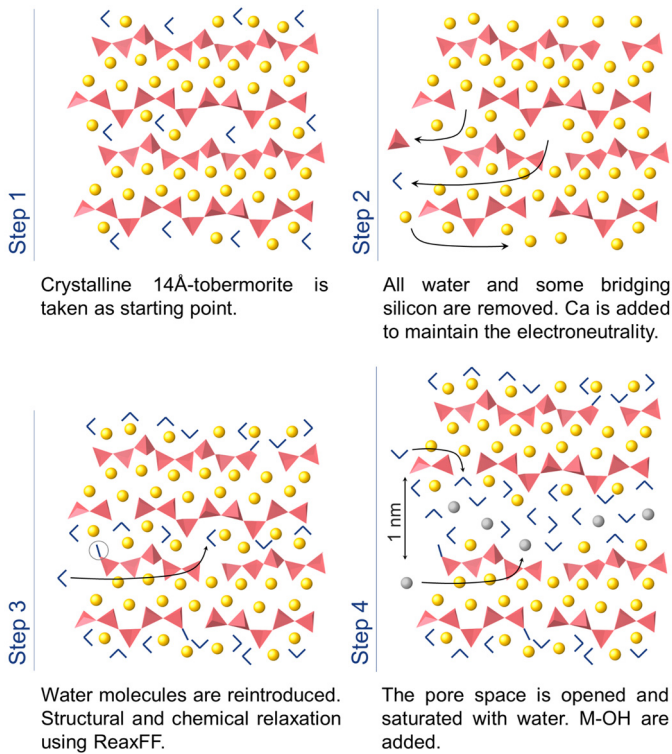 Step 1
Crystalline 14Å-tobermorite is
taken as starting point.
Step 2
All water and some bridging
silicon are removed. Ca is added
to maintain the electroneutrality.
Step 3
Water molecules are reintroduced.
Structural and chemical relaxation
using ReaxFF.
Step 4
1 nm
The pore space is opened and
saturated with water. M-OH are
added.